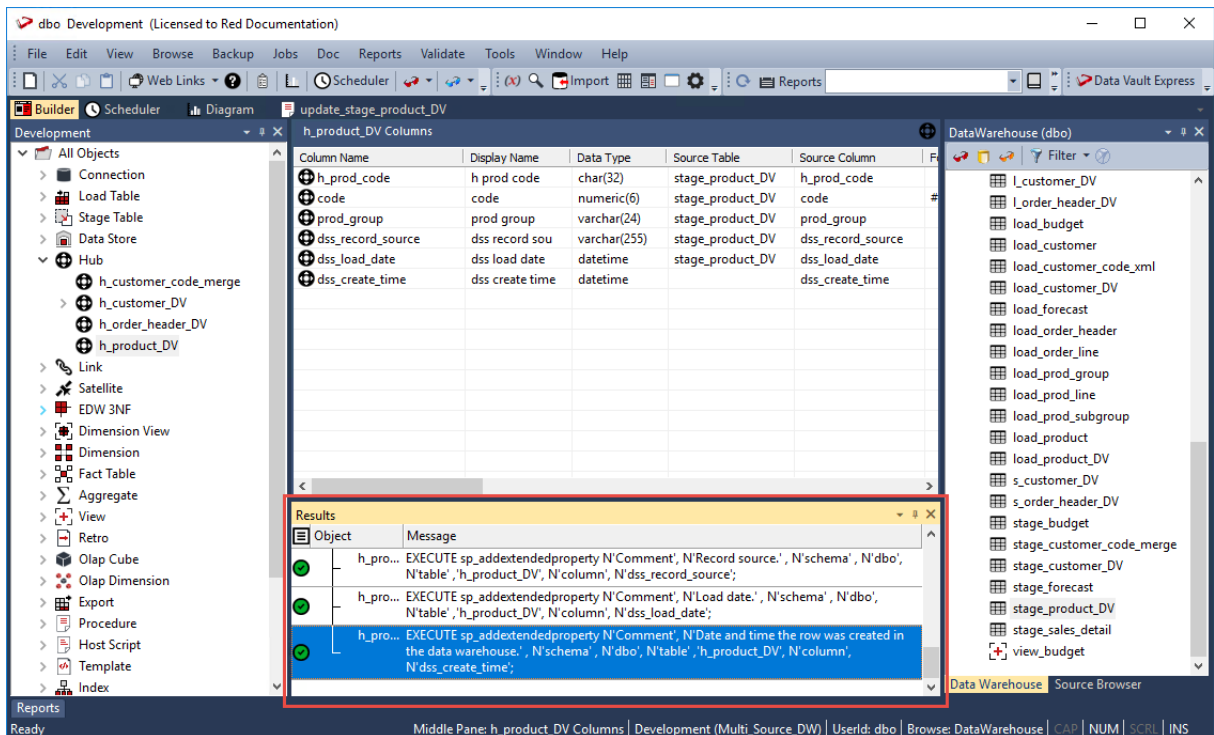 dbo Development (Licensed to Red Documentation)
File Edit View Browse Backup Jobs Doc Reports Validate Tools Window Help
Web Links Scheduler (x) Import Reports Data Vault Express
Builder Scheduler Diagram update_stage_product_DV
Development
All Objects
Connection
Load Table
Stage Table
Data Store
Hub
h_customer_code_merge
h_customer_DV
h_order_header_DV
h_product_DV
Link
Satellite
EDW 3NF
Dimension View
Dimension
Fact Table
Aggregate
View
Retro
Olap Cube
Olap Dimension
Export
Procedure
Host Script
Template
Index
h_product_DV Columns
Column Name Display Name Data Type Source Table Source Column
h_prod_code h prod code char(32) stage_product_DV h_prod_code
code code numeric(6) stage_product_DV code #
prod_group prod group varchar(24) stage_product_DV prod_group
dss_record_source dss record sou varchar(255) stage_product_DV dss_record_source
dss_load_date dss load date datetime stage_product_DV dss_load_date
dss_create_time dss create time datetime dss_create_time
Results
Object Message
h_pro... EXECUTE sp_addextendedproperty N'Comment', N'Record source.' , N'schema' , N'dbo',
N'table' ,'h_product_DV', N'column', N'dss_record_source';
h_pro... EXECUTE sp_addextendedproperty N'Comment', N'Load date.' , N'schema' , N'dbo',
N'table' ,'h_product_DV', N'column', N'dss_load_date';
h_pro... EXECUTE sp_addextendedproperty N'Comment', N'Date and time the row was created in
the data warehouse.' , N'schema' , N'dbo', N'table' ,'h_product_DV', N'column',
N'dss_create_time';
DataWarehouse (dbo)
Filter
l_customer_DV
l_order_header_DV
load_budget
load_customer
load_customer_code_xml
load_customer_DV
load_forecast
load_order_header
load_order_line
load_prod_group
load_prod_line
load_prod_subgroup
load_product
load_product_DV
s_customer_DV
s_order_header_DV
stage_budget
stage_customer_code_merge
stage_customer_DV
stage_forecast
stage_product_DV
stage_sales_detail
view_budget
Data Warehouse Source Browser
Reports
Ready Middle Pane: h_product_DV Columns Development (Multi_Source_DW) UserId: dbo Browse: DataWarehouse CAP NUM SCRL INS